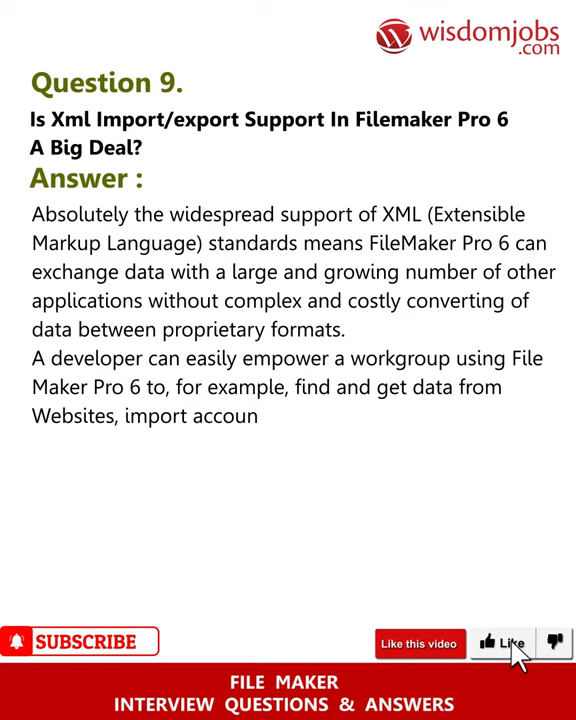 wisdomjobs
.com
Question 9.
Is Xml Import/export Support In Filemaker Pro 6
A Big Deal?
Answer :
Absolutely the widespread support of XML (Extensible
Markup Language) standards means FileMaker Pro 6 can
exchange data with a large and growing number of other
applications without complex and costly converting of
data between proprietary formats.
A developer can easily empower a workgroup using File
Maker Pro 6 to, for example, find and get data from
Websites, import accoun
SUBSCRIBE
Like this video
Like
FILE MAKER
INTERVIEW QUESTIONS & ANSWERS